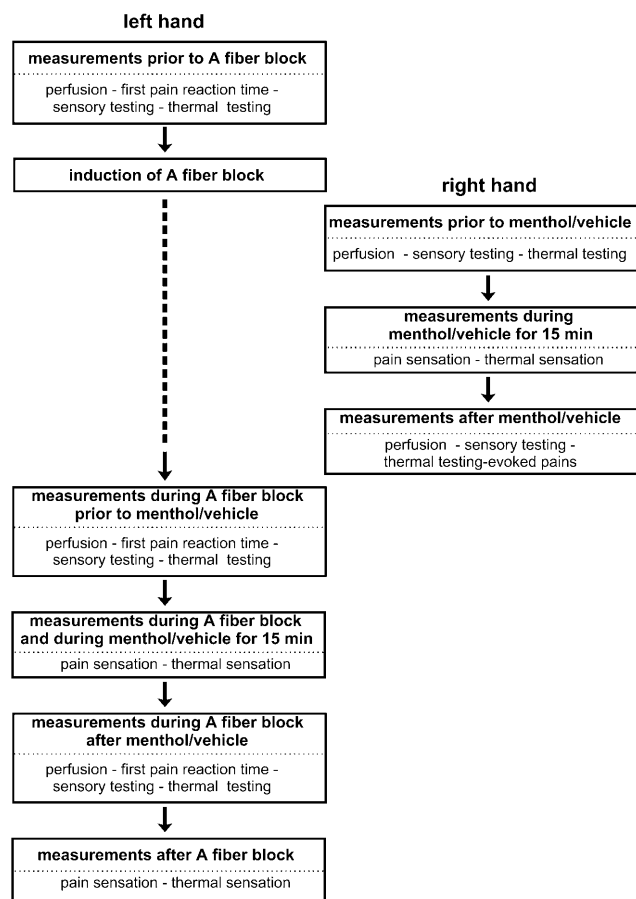 left hand
measurements prior to A fiber block
perfusion - first pain reaction time -
sensory testing - thermal testing
induction of A fiber block
right hand
measurements prior to menthol/vehicle
perfusion - sensory testing - thermal testing
measurements during
menthol/vehicle for 15 min
pain sensation - thermal sensation
measurements after menthol/vehicle
perfusion - sensory testing -
thermal testing-evoked pains
measurements during A fiber block
prior to menthol/vehicle
perfusion - first pain reaction time -
sensory testing - thermal testing
measurements during A fiber block
and during menthol/vehicle for 15 min
pain sensation - thermal sensation
measurements during A fiber block
after menthol/vehicle
perfusion - first pain reaction time -
sensory testing - thermal testing
measurements after A fiber block
pain sensation - thermal sensation